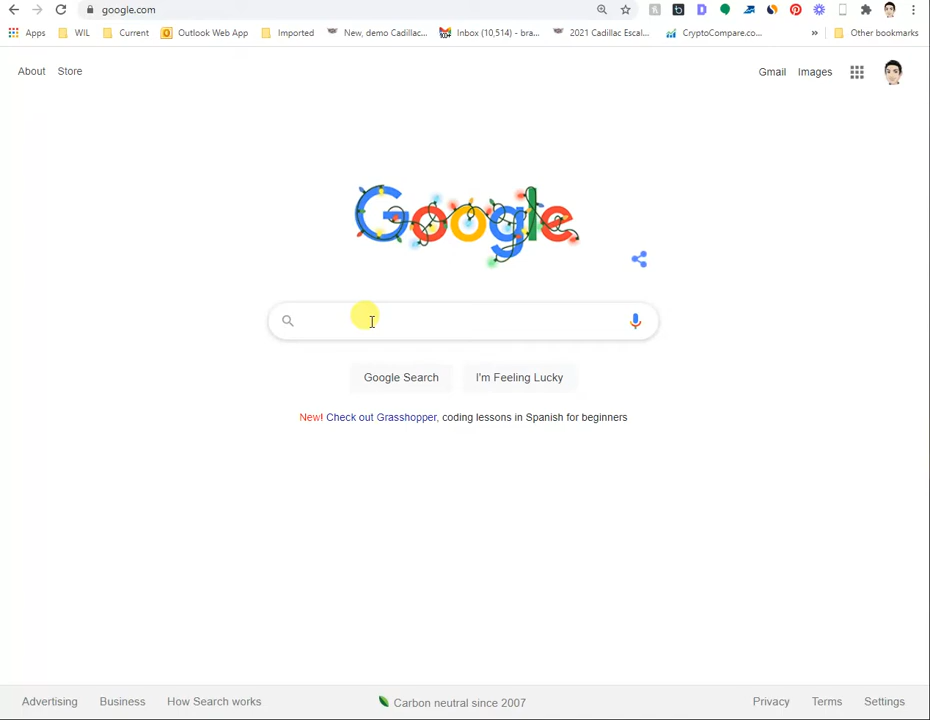 google.com
Apps WIL Current Outlook Web App Imported New, demo Cadillac... Inbox (10,514) - bra... 2021 Cadillac Escal... CryptoCompare.co... » Other bookmarks
About Store Gmail Images
Google
Google Search I'm Feeling Lucky
New! Check out Grasshopper, coding lessons in Spanish for beginners
Advertising Business How Search works Carbon neutral since 2007 Privacy Terms Settings